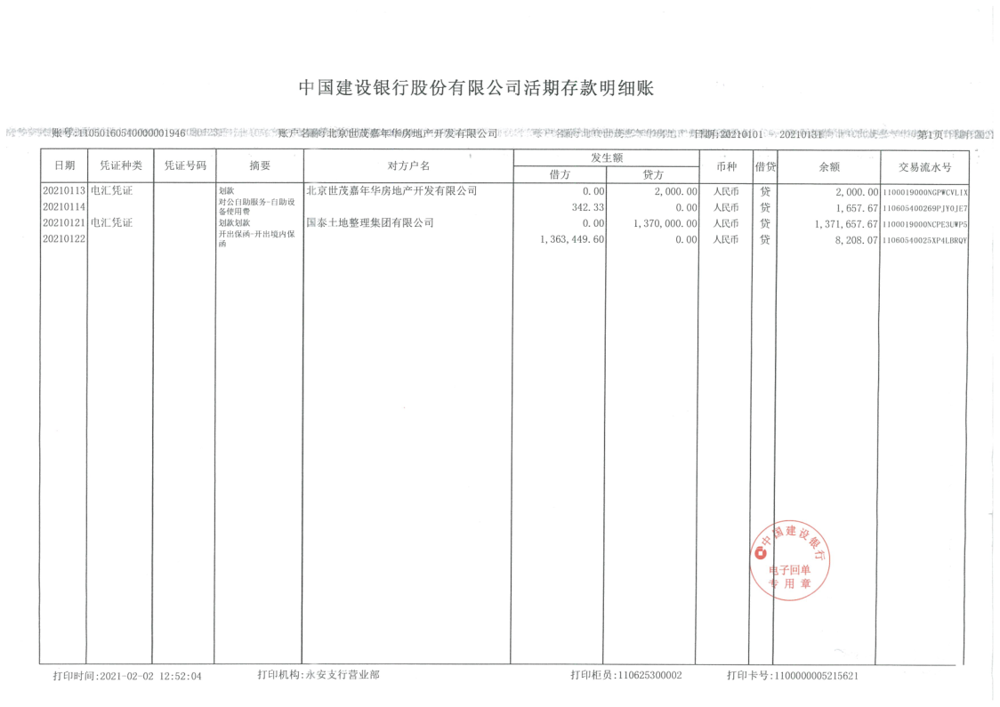 中国建设银行股份有限公司活期存款明细账
账号:11050160540000001946 账户名称:北京世茂嘉年华房地产开发有限公司 日期:20210101 - 20210131 第1页
日期 凭证种类 凭证号码 摘要 对方户名 发生额 币种 借贷 余额 交易流水号
借方 贷方
20210113 电汇凭证 划款 北京世茂嘉年华房地产开发有限公司 0.00 2,000.00 人民币 贷 2,000.00 1100019000NGPWCVLIX
20210114 对公自助服务-自助设 342.33 0.00 人民币 贷 1,657.67 110605400269PJY0JE7
备使用费
20210121 电汇凭证 划款划款 国泰土地整理集团有限公司 0.00 1,370,000.00 人民币 贷 1,371,657.67 1100019000NCPE3UWP5
20210122 开出保函-开出境内保 1,363,449.60 0.00 人民币 贷 8,208.07 11060540025XP4LBRQY
函
中国建设银行
电子回单
专用章
打印时间:2021-02-02 12:52:04 打印机构:永安支行营业部 打印柜员:110625300002 打印卡号:1100000005215621